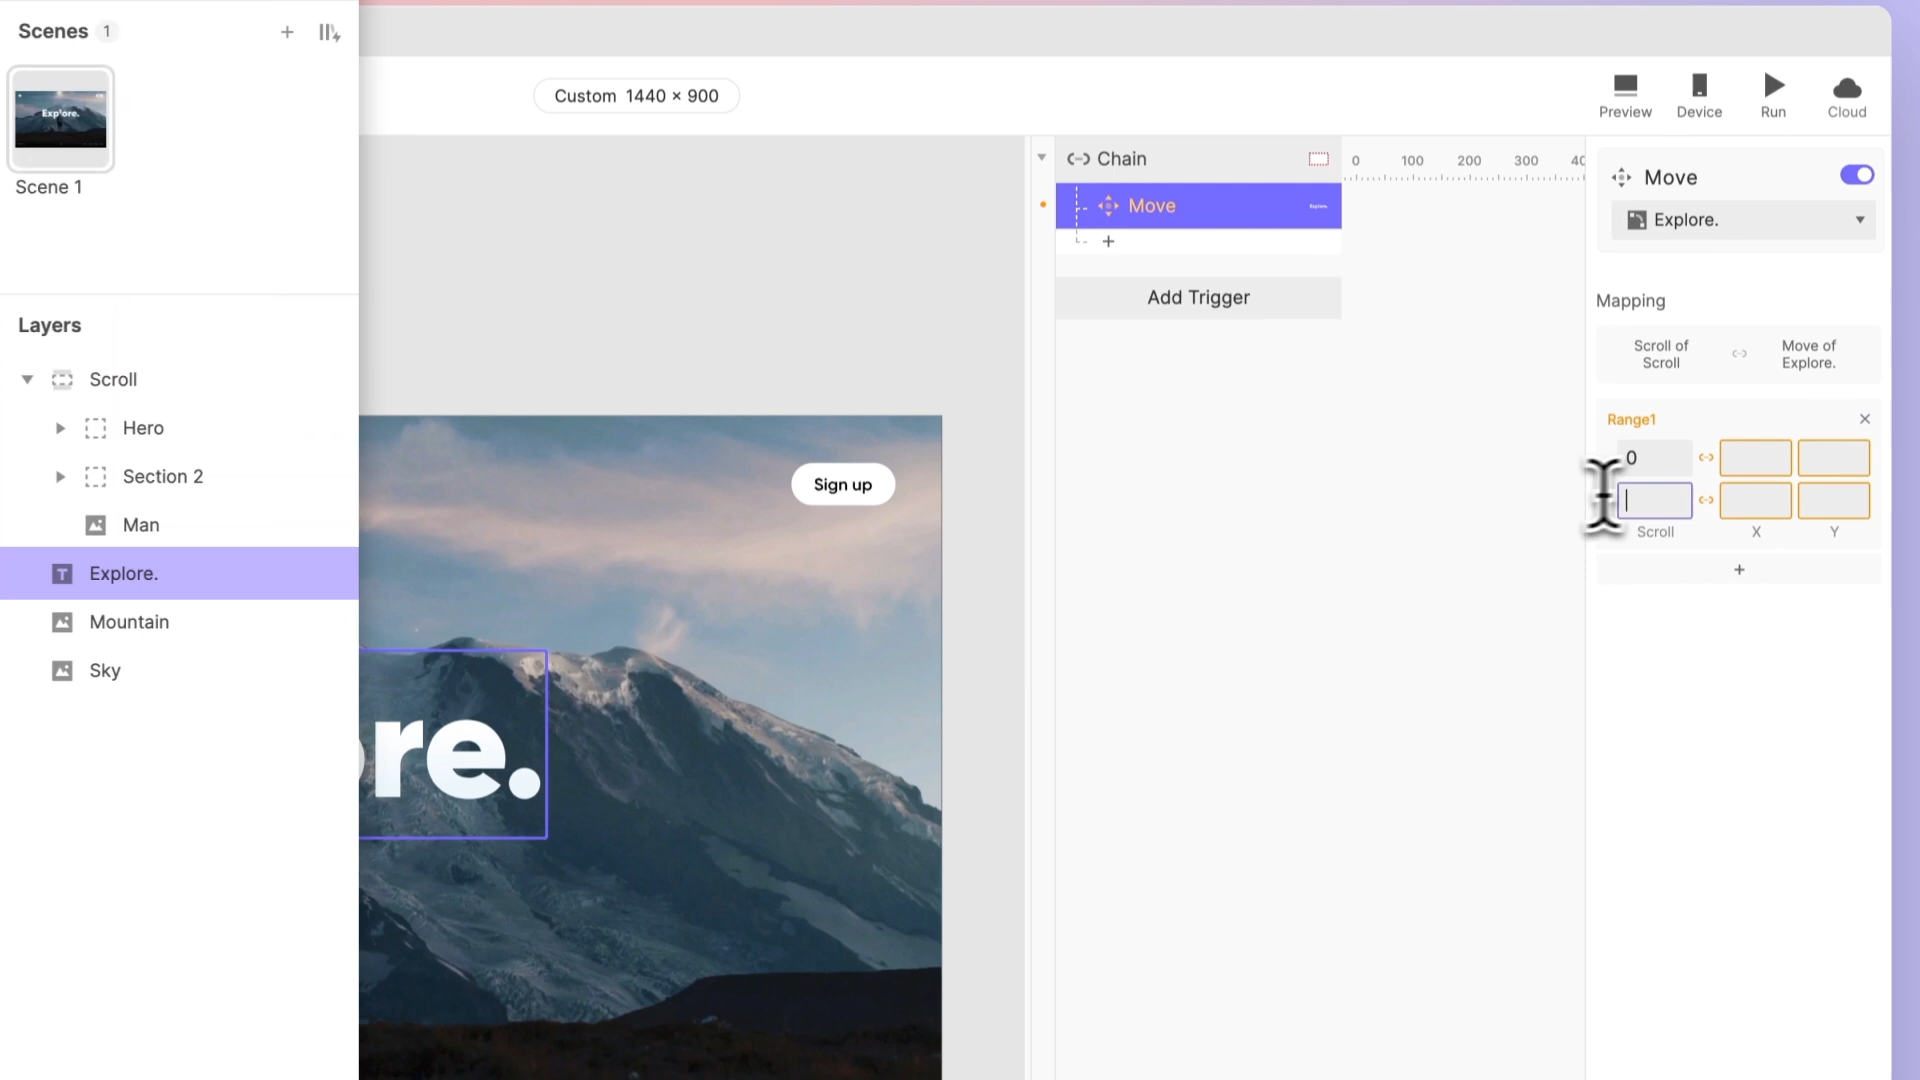 Scenes 1
Scene 1
Layers
Scroll
Hero
Section 2
Man
Explore.
Mountain
Sky
Custom 1440 × 900
Sign up
re.
Chain
Move
Add Trigger
0 100 200 300 40
Preview Device Run Cloud
Move
Explore.
Mapping
Scroll of Scroll
Move of Explore.
Range1
0
Scroll X Y